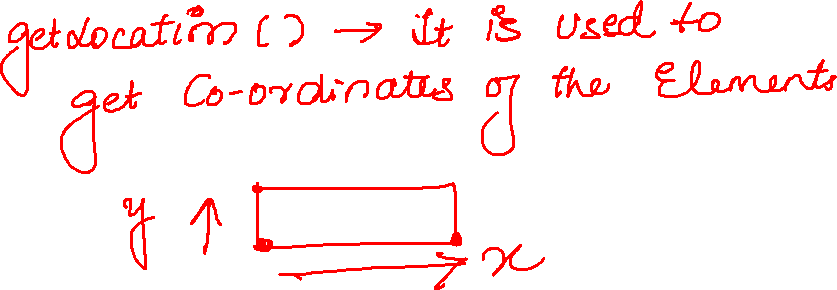 getLocation() → it is used to
get Co-ordinates of the Elements
y ↑
x